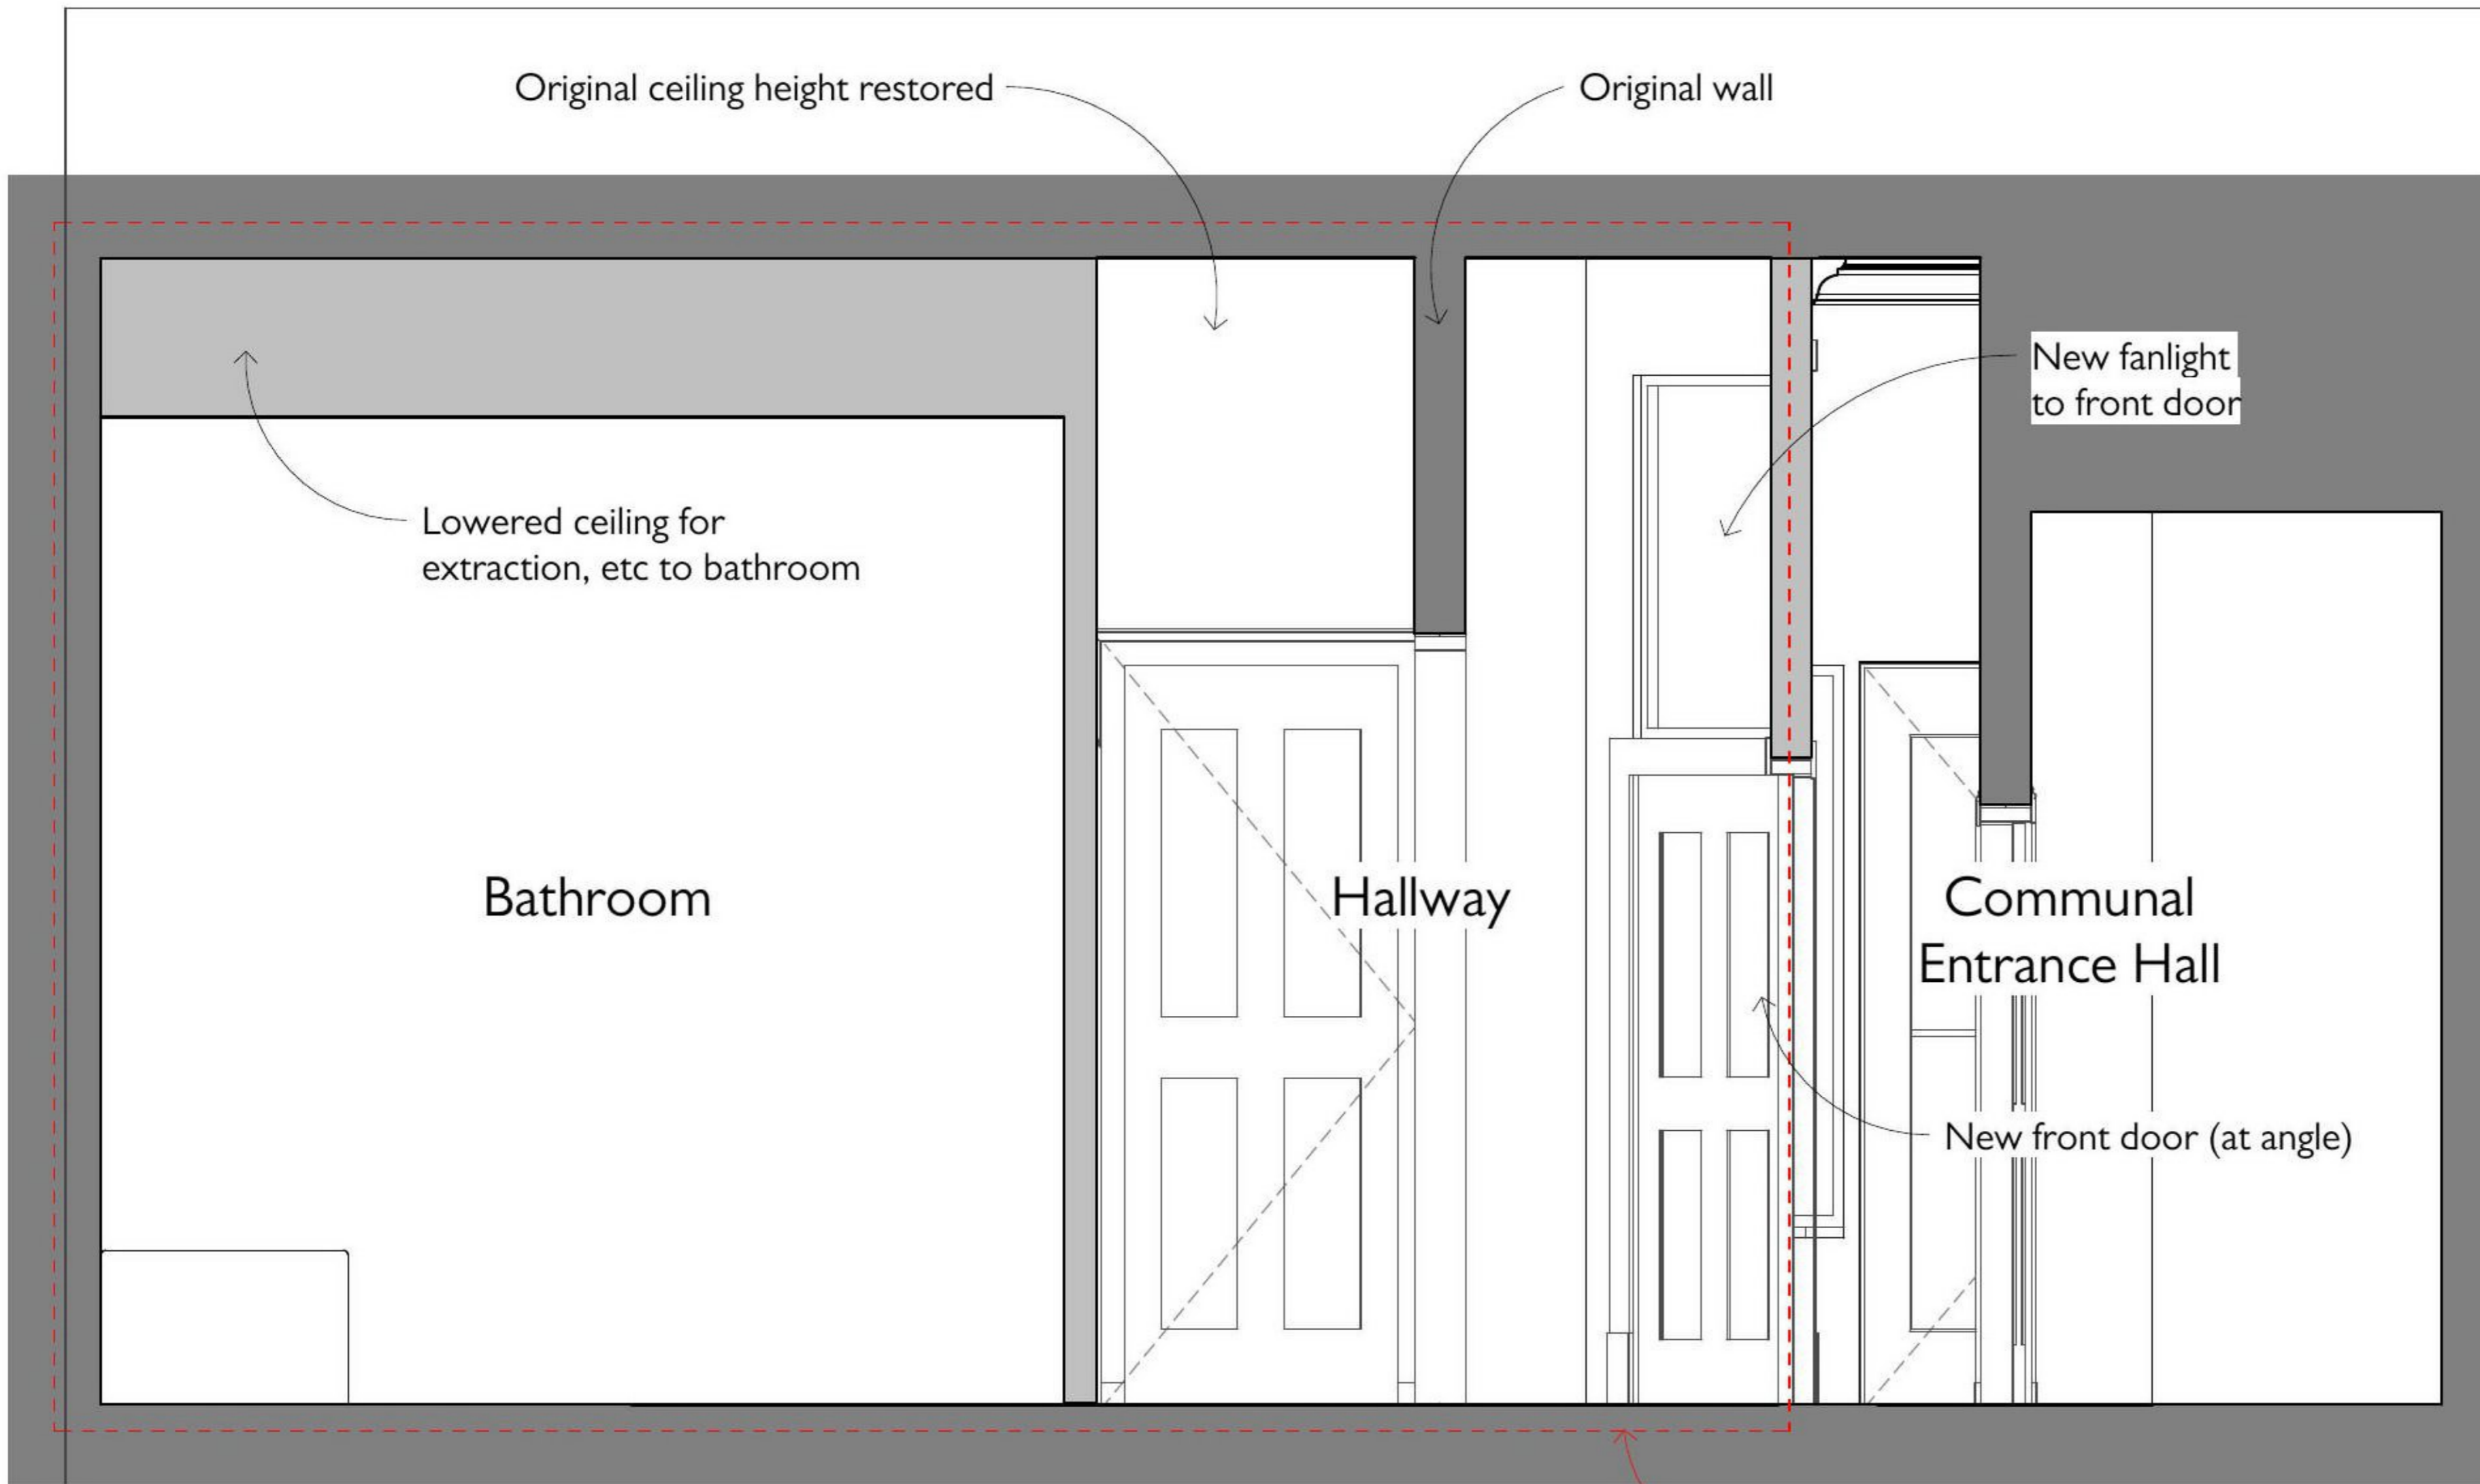 Original ceiling height restored
Original wall
New fanlight
to front door
Lowered ceiling for
extraction, etc to bathroom
Bathroom
Hallway
Communal
Entrance Hall
New front door (at angle)